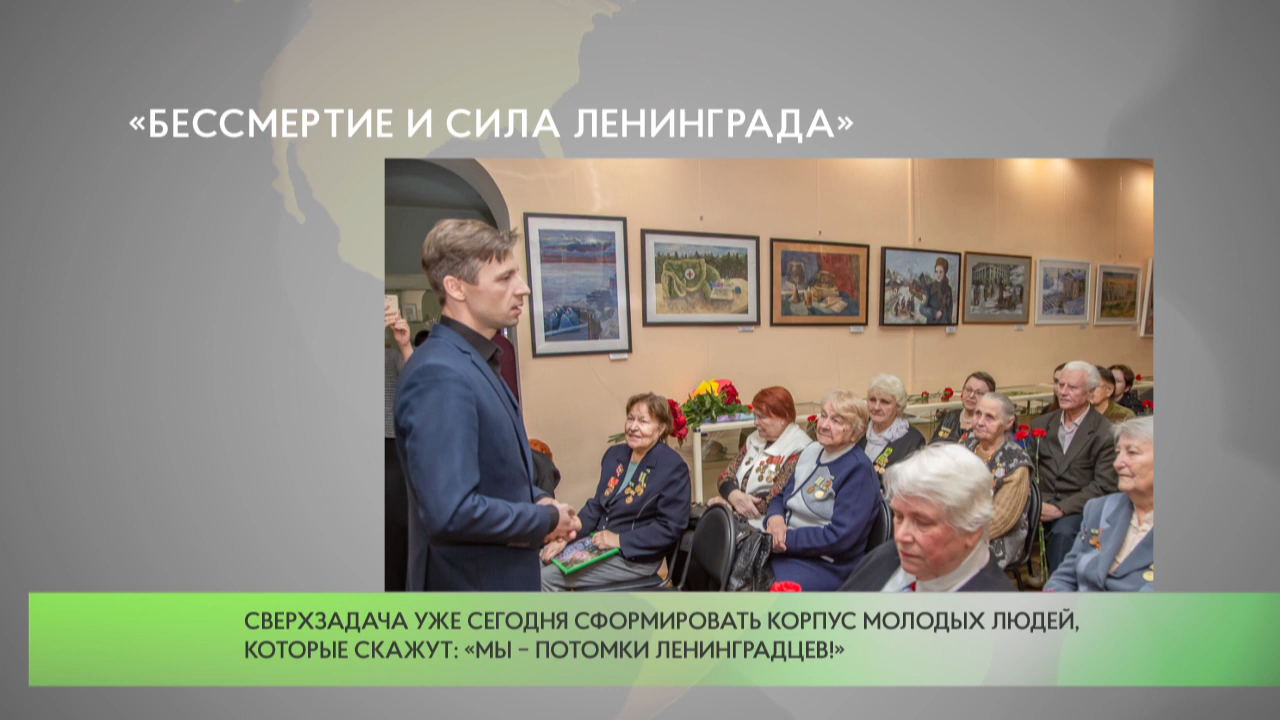 «БЕССМЕРТИЕ И СИЛА ЛЕНИНГРАДА»
СВЕРХЗАДАЧА УЖЕ СЕГОДНЯ СФОРМИРОВАТЬ КОРПУС МОЛОДЫХ ЛЮДЕЙ,
КОТОРЫЕ СКАЖУТ: «МЫ – ПОТОМКИ ЛЕНИНГРАДЦЕВ!»